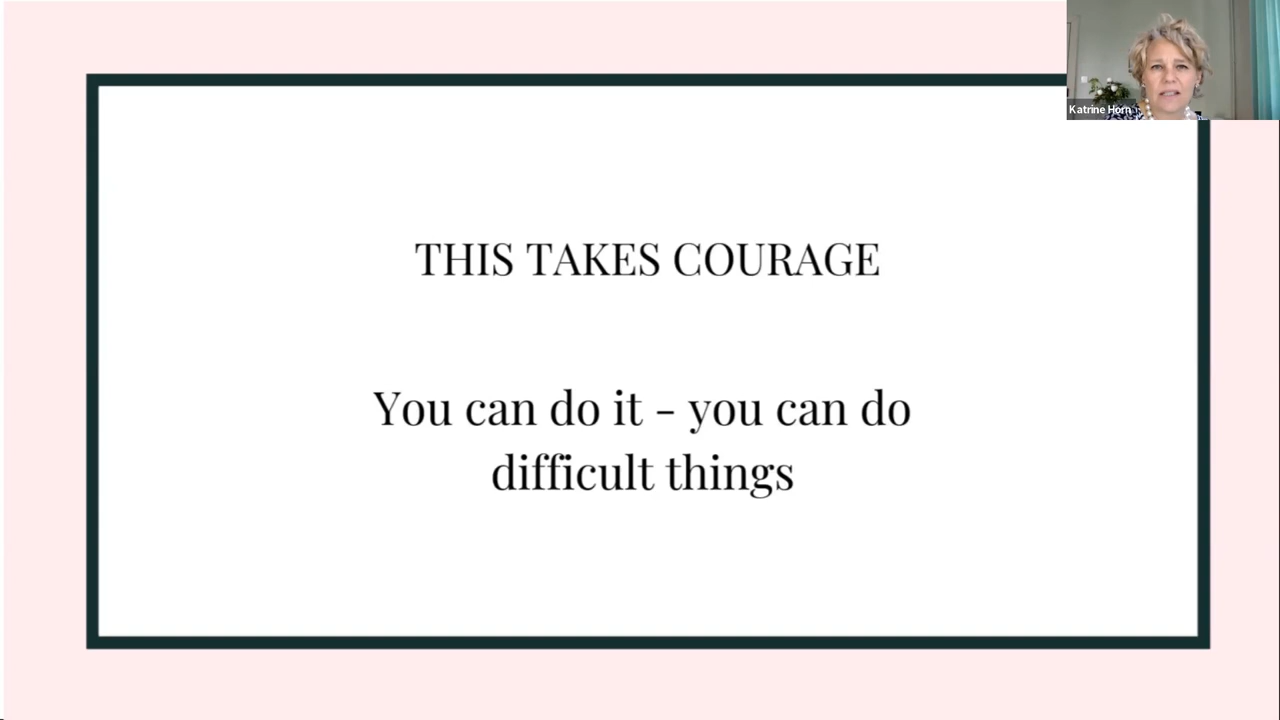 Katrine Horn
THIS TAKES COURAGE
You can do it - you can do
difficult things